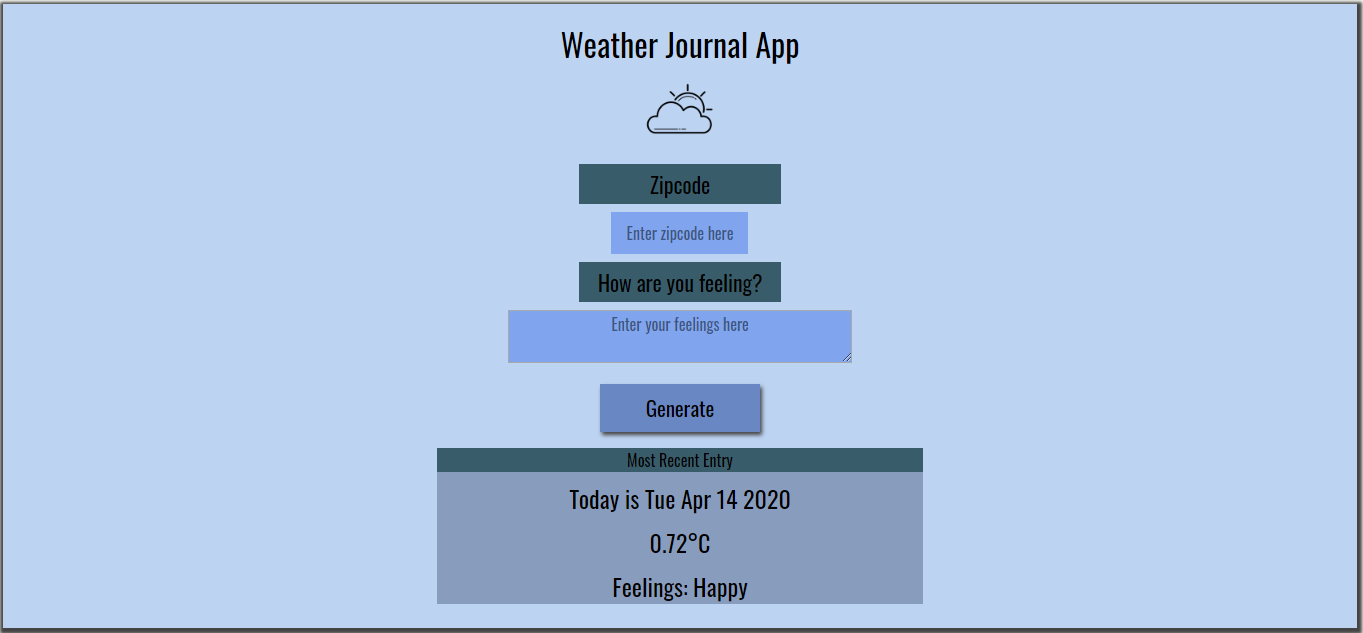 Weather Journal App
Zipcode
Enter zipcode here
How are you feeling?
Enter your feelings here
Generate
Most Recent Entry
Today is Tue Apr 14 2020
0.72°C
Feelings: Happy